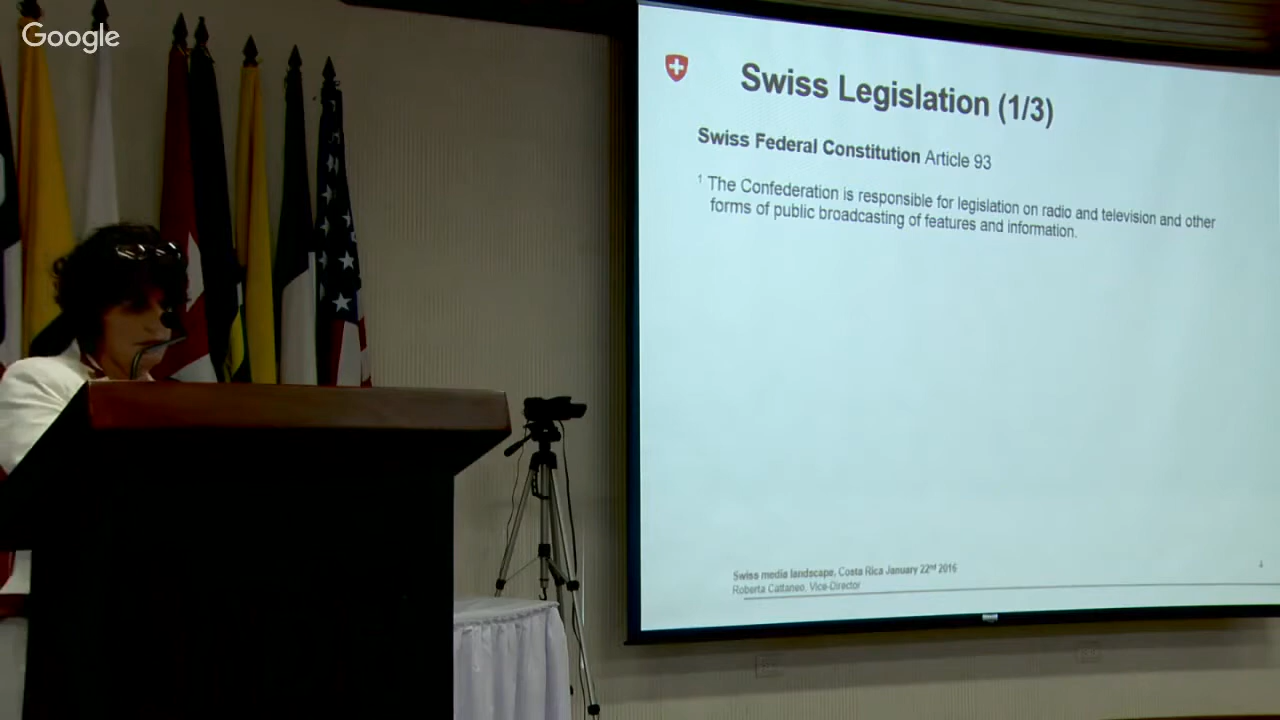 Google
Swiss Legislation (1/3)
Swiss Federal Constitution Article 93
¹ The Confederation is responsible for legislation on radio and television and other
forms of public broadcasting of features and information.
Swiss media landscape, Costa Rica January 22nd 2016
Roberta Cattaneo, Vice-Director
4